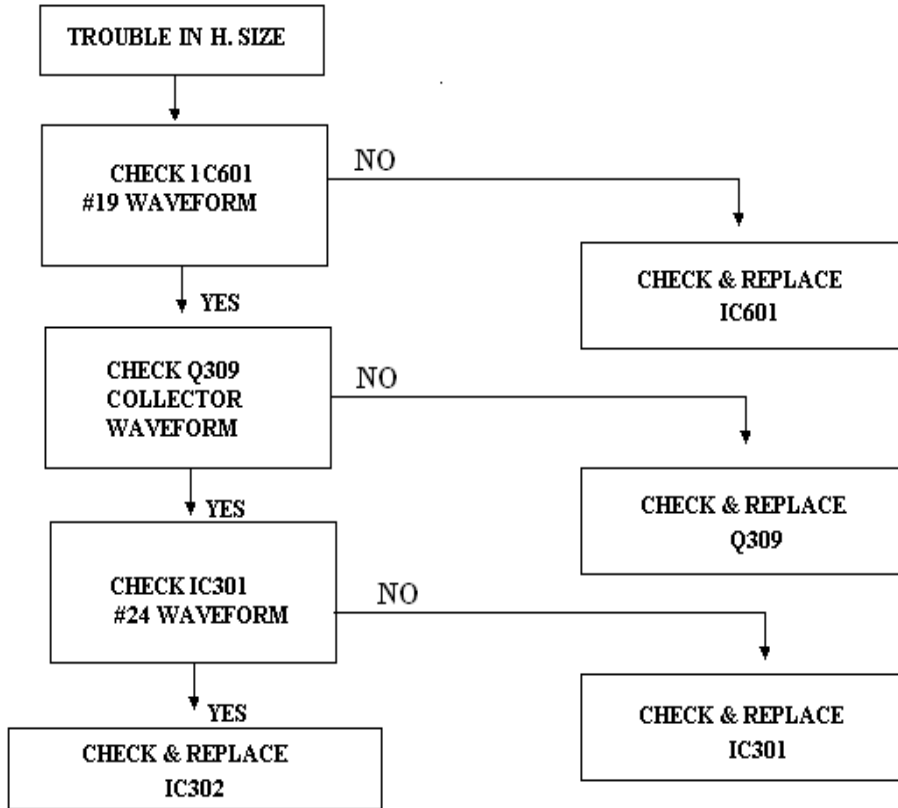 TROUBLE IN H. SIZE
CHECK 1C601
#19 WAVEFORM
NO
CHECK & REPLACE
IC601
YES
CHECK Q309
COLLECTOR
WAVEFORM
NO
CHECK & REPLACE
Q309
YES
CHECK IC301
#24 WAVEFORM
NO
CHECK & REPLACE
IC301
YES
CHECK & REPLACE
IC302